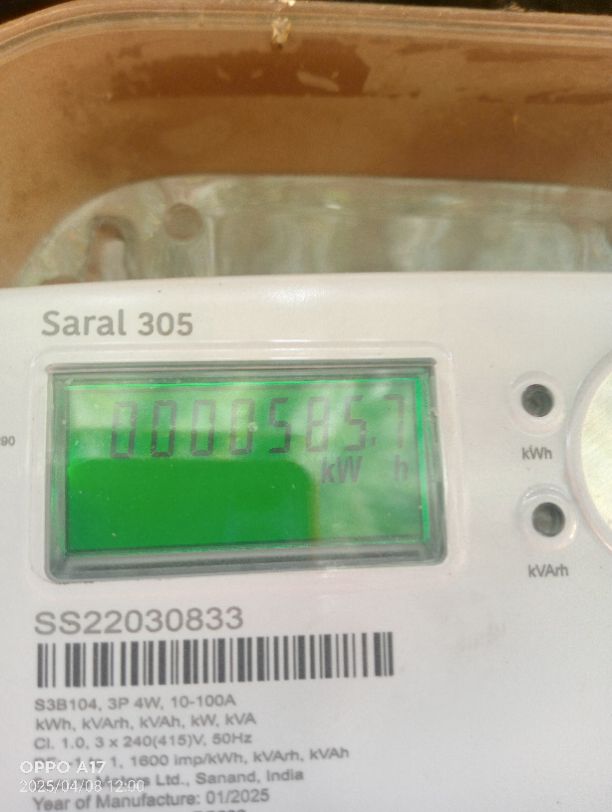 Saral 305
0000585.7
kW h
kWh
kVArh
SS22030833
S3B104, 3P 4W, 10-100A
kWh, kVArh, kVAh, kW, kVA
Cl. 1.0, 3 x 240(415)V, 50Hz
1, 1600 imp/kWh, kVArh, kVAh
OPPO A17
Ltd., Sanand, India
2025/04/08 12:00
Year of Manufacture: 01/2025